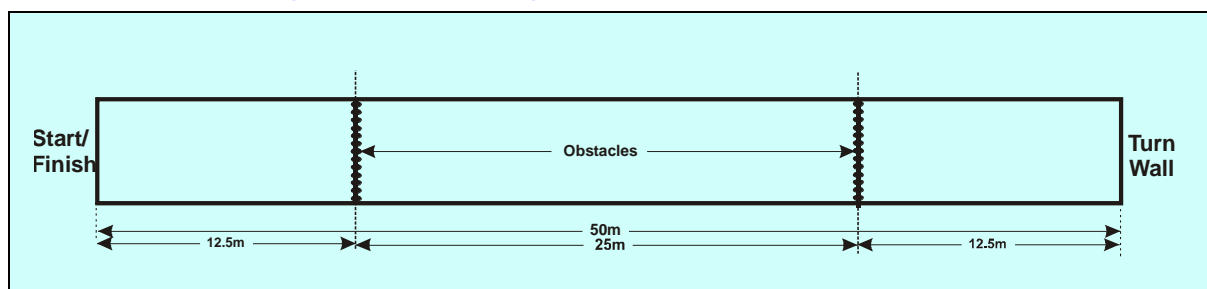 Start/
Finish
Obstacles
Turn
Wall
50m
12.5m
25m
12.5m